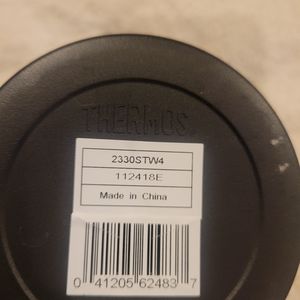 THERMOS
2330STW4
112418E
Made in China
0 41205 62483 7